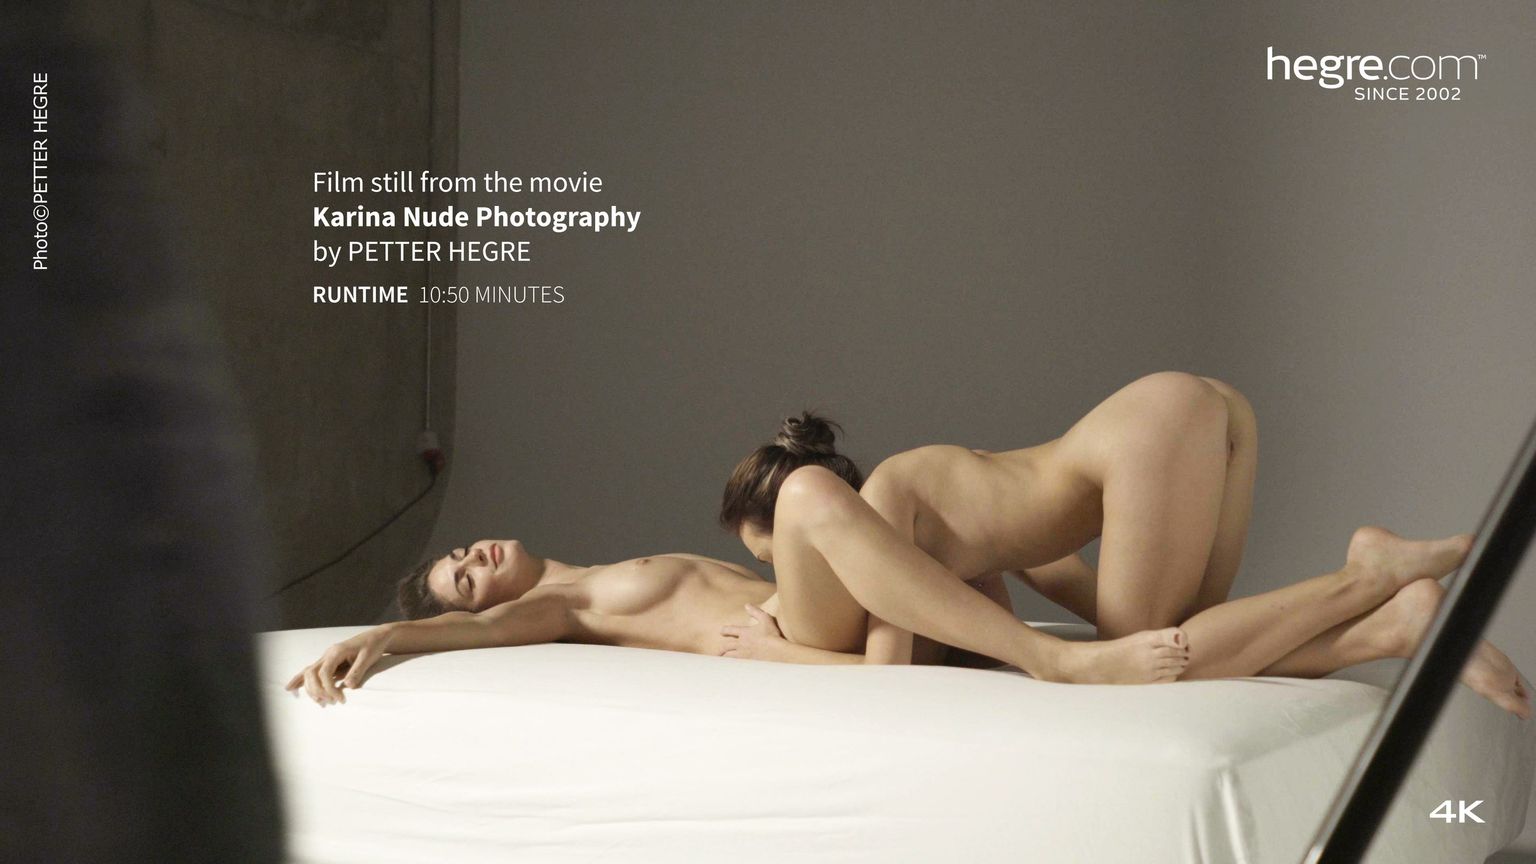 hegre.com™
SINCE 2002
Photo©PETTER HEGRE
Film still from the movie
Karina Nude Photography
by PETTER HEGRE
RUNTIME 10:50 MINUTES
4K